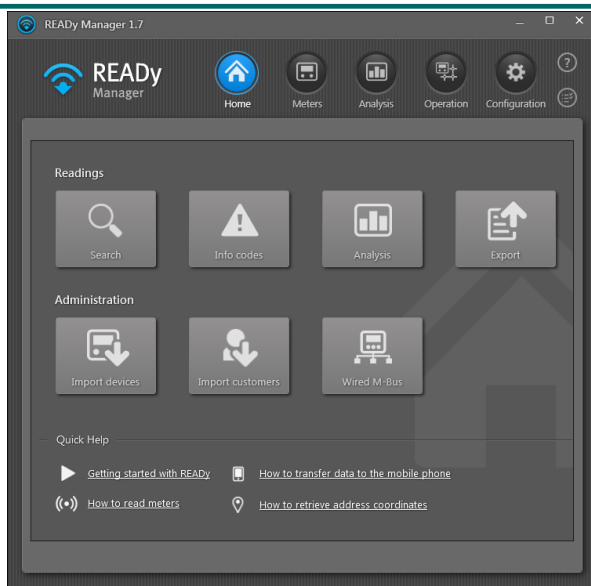 READy Manager 1.7
READy
Manager
Home Meters Analysis Operation Configuration
Readings
Search Info codes Analysis Export
Administration
Import devices Import customers Wired M-Bus
Quick Help
Getting started with READy How to transfer data to the mobile phone
How to read meters How to retrieve address coordinates